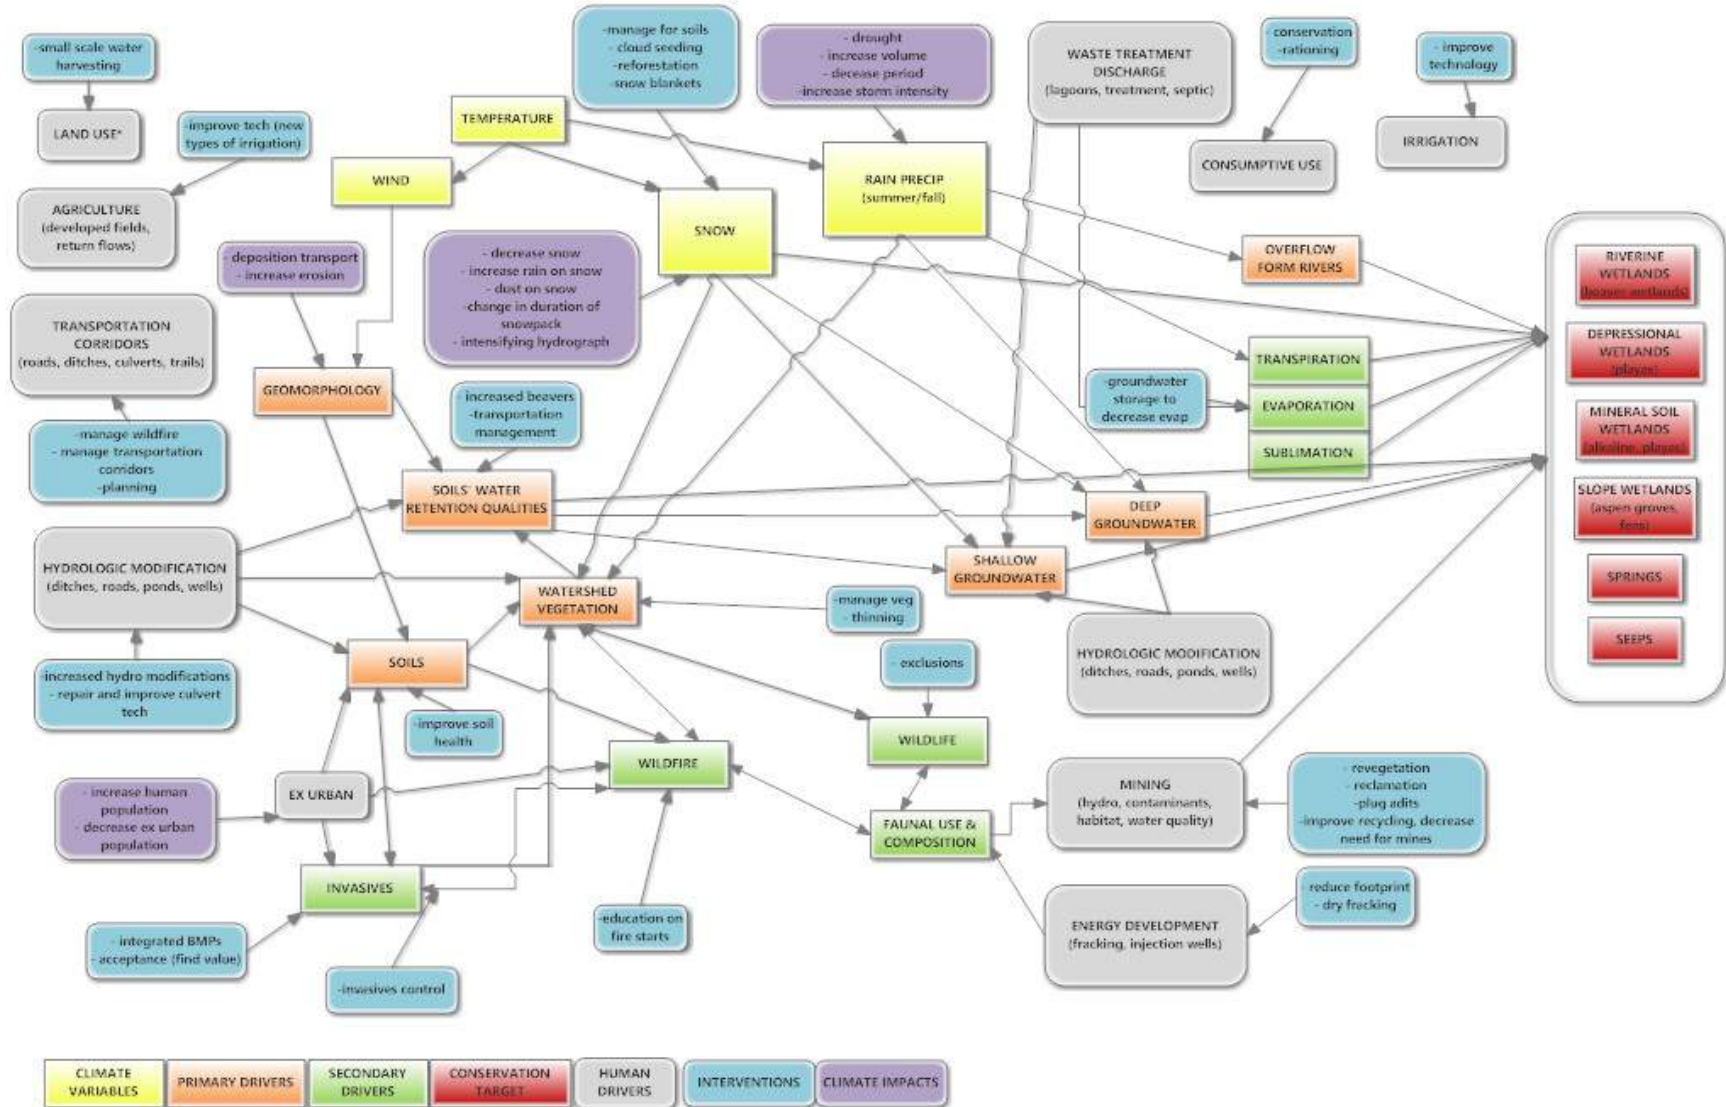 -small scale water
harvesting
LAND USE*
-improve tech (new
types of irrigation)
AGRICULTURE
(developed fields,
return flows)
- deposition transport
- increase erosion
TRANSPORTATION
CORRIDORS
(roads, ditches, culverts, trails)
-manage wildfire
- manage transportation
corridors
-planning
HYDROLOGIC MODIFICATION
(ditches, roads, ponds, wells)
-increased hydro modifications
- repair and improve culvert
tech
- increase human
population
- decrease ex urban
population
EX URBAN
INVASIVES
- integrated BMPs
- acceptance (find value)
-invasives control
TEMPERATURE
WIND
-manage for soils
- cloud seeding
-reforestation
-snow blankets
SNOW
- decrease snow
- increase rain on snow
- dust on snow
-change in duration of
snowpack
- intensifying hydrograph
- drought
- increase volume
- decease period
-increase storm intensity
RAIN PRECIP
(summer/fall)
GEOMORPHOLOGY
- increased beavers
-transportation
management
SOILS' WATER
RETENTION QUALITIES
WATERSHED
VEGETATION
SOILS
-improve soil
health
WILDFIRE
-education on
fire starts
-manage veg
- thinning
- exclusions
WILDLIFE
FAUNAL USE &
COMPOSITION
WASTE TREATMENT
DISCHARGE
(lagoons, treatment, septic)
- conservation
-rationing
CONSUMPTIVE USE
- improve
technology
IRRIGATION
OVERFLOW
FORM RIVERS
TRANSPIRATION
EVAPORATION
SUBLIMATION
-groundwater
storage to
decrease evap
DEEP
GROUNDWATER
SHALLOW
GROUNDWATER
HYDROLOGIC MODIFICATION
(ditches, roads, ponds, wells)
MINING
(hydro, contaminants,
habitat, water quality)
- revegetation
- reclamation
-plug adits
-improve recycling, decrease
need for mines
ENERGY DEVELOPMENT
(fracking, injection wells)
- reduce footprint
- dry fracking
RIVERINE
WETLANDS
(beaver wetlands)
DEPRESSIONAL
WETLANDS
(playas)
MINERAL SOIL
WETLANDS
(alkaline, playas)
SLOPE WETLANDS
(aspen groves,
fens)
SPRINGS
SEEPS
CLIMATE
VARIABLES
PRIMARY DRIVERS
SECONDARY
DRIVERS
CONSERVATION
TARGET
HUMAN
DRIVERS
INTERVENTIONS
CLIMATE IMPACTS